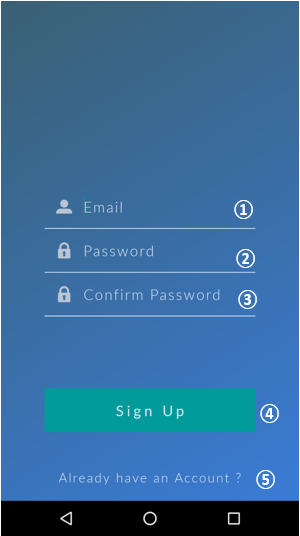 Email ①
Password ②
Confirm Password ③
Sign Up ④
Already have an Account ? ⑤